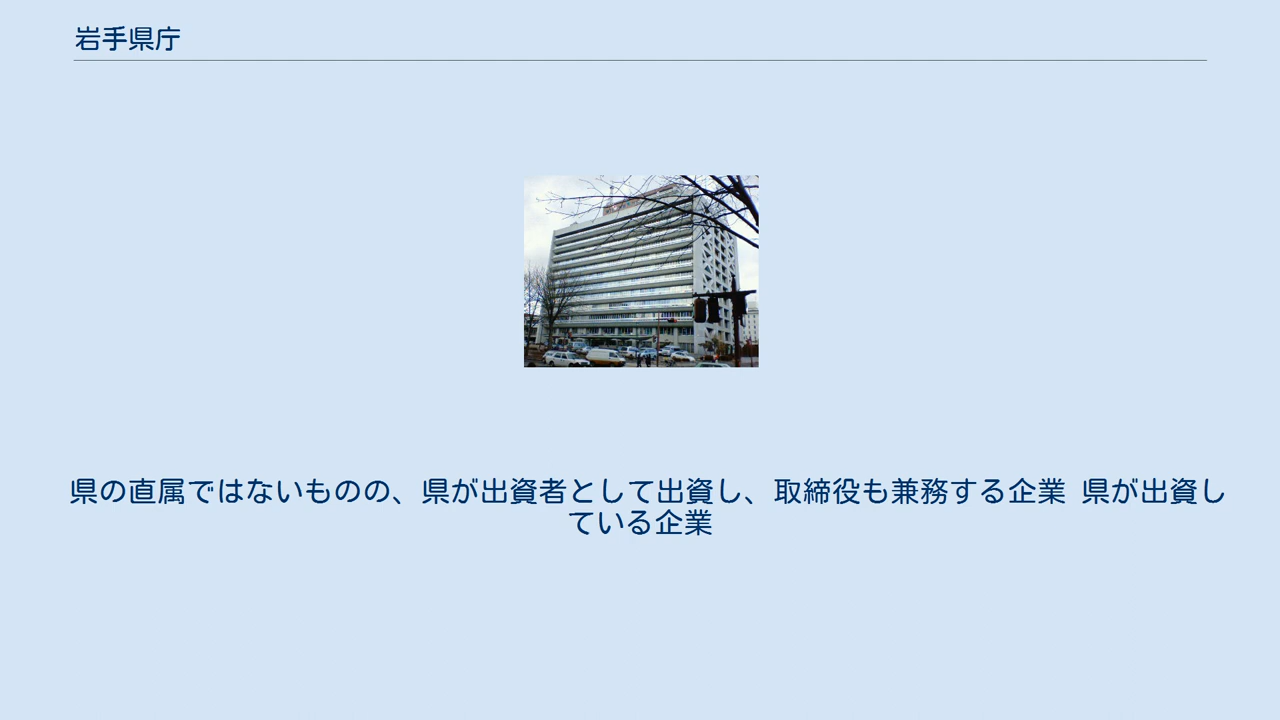 岩手県庁
県の直属ではないものの、県が出資者として出資し、取締役も兼務する企業 県が出資し
ている企業